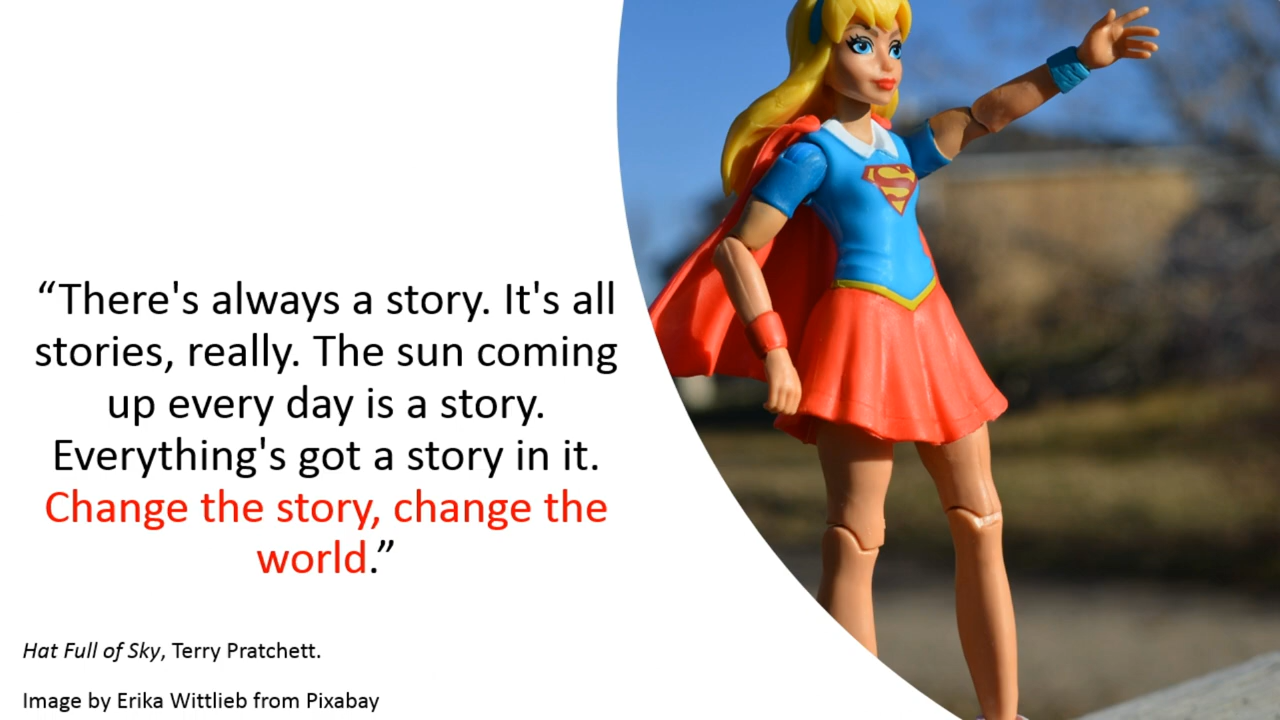 “There's always a story. It's all
stories, really. The sun coming
up every day is a story.
Everything's got a story in it.
Change the story, change the
world.”
Hat Full of Sky, Terry Pratchett.
Image by Erika Wittlieb from Pixabay
S